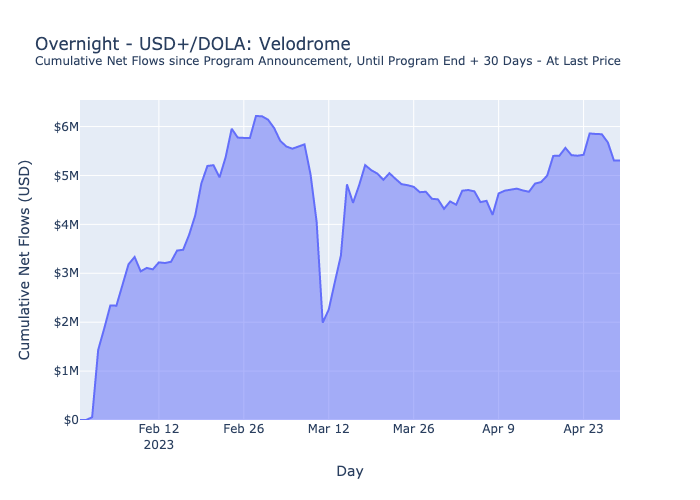 Overnight - USD+/DOLA: Velodrome
Cumulative Net Flows since Program Announcement, Until Program End + 30 Days - At Last Price
Cumulative Net Flows (USD)
$6M
$5M
$4M
$3M
$2M
$1M
$0
Feb 12
2023
Feb 26
Mar 12
Mar 26
Apr 9
Apr 23
Day